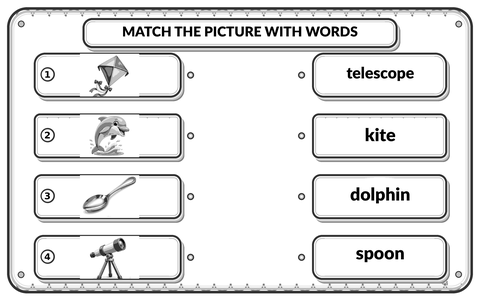 MATCH THE PICTURE WITH WORDS
1
telescope
2
kite
3
dolphin
4
spoon